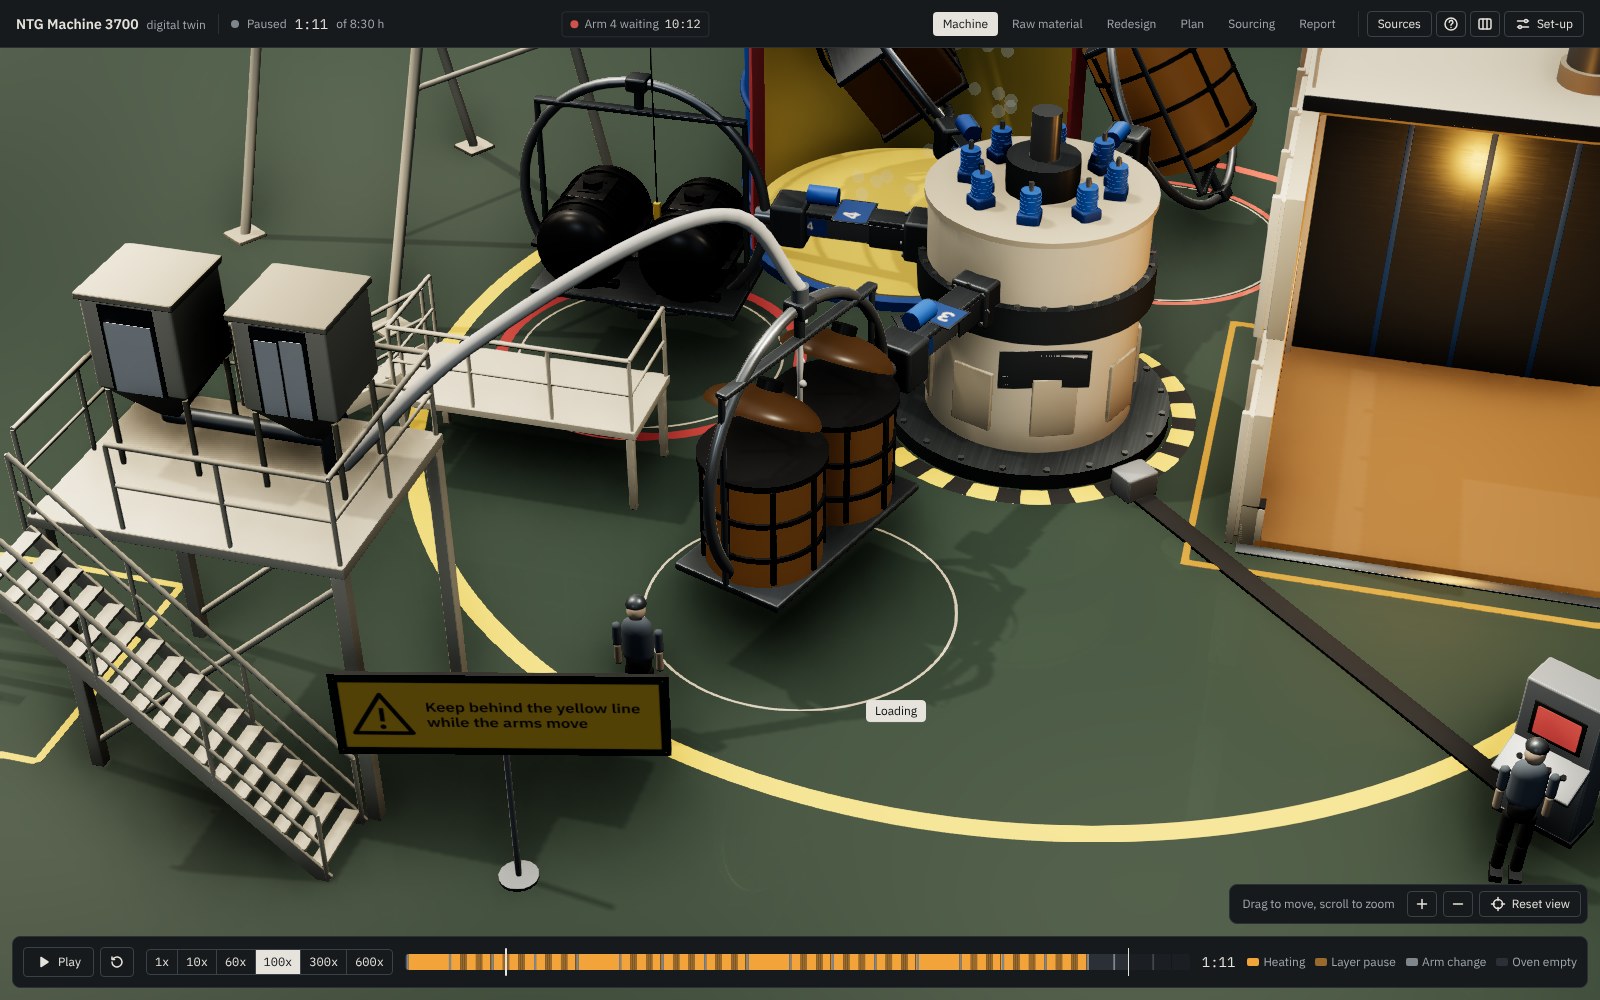 NTG Machine 3700 digital twin
Paused 1:11 of 8:30 h
Arm 4 waiting 10:12
Machine Raw material Redesign Plan Sourcing Report
Sources
Set-up
4
4
3
Keep behind the yellow line
while the arms move
Loading
Drag to move, scroll to zoom
Reset view
Play
1x 10x 60x 100x 300x 600x
1:11
Heating Layer pause Arm change Oven empty